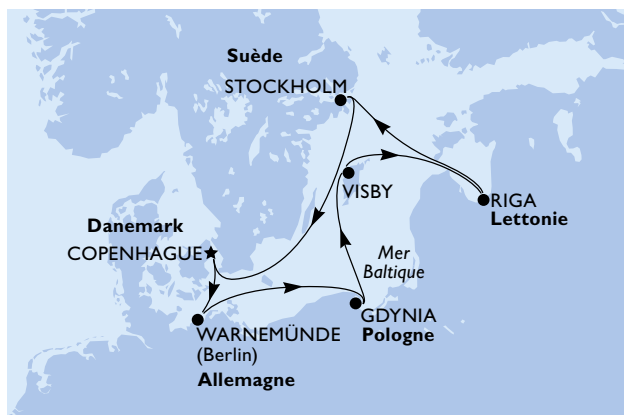 Suède
STOCKHOLM
VISBY
RIGA
Lettonie
Danemark
COPENHAGUE
Mer
Baltique
GDYNIA
Pologne
WARNEMÜNDE
(Berlin)
Allemagne